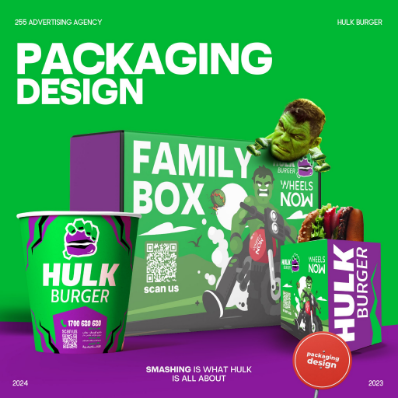 255 ADVERTISING AGENCY
HULK BURGER
PACKAGING
DESIGN
FAMILY
BOX
BURGER
WHEELS
NOW
scan us
HULK
BURGER
1700 630 630
WHEELS
NOW
HULK
BURGER
packaging
design
SMASHING IS WHAT HULK
IS ALL ABOUT
2024
2023